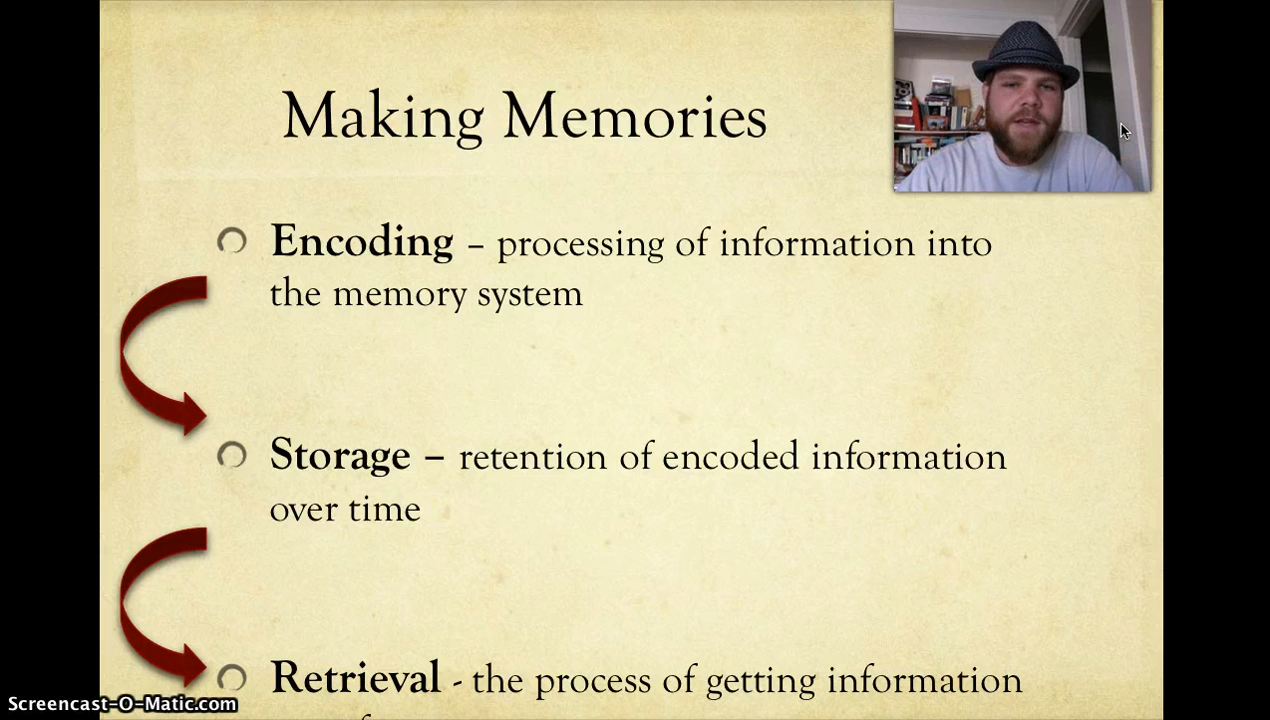 Making Memories
Encoding – processing of information into
the memory system
Storage – retention of encoded information
over time
Retrieval - the process of getting information
Screencast-O-Matic.com